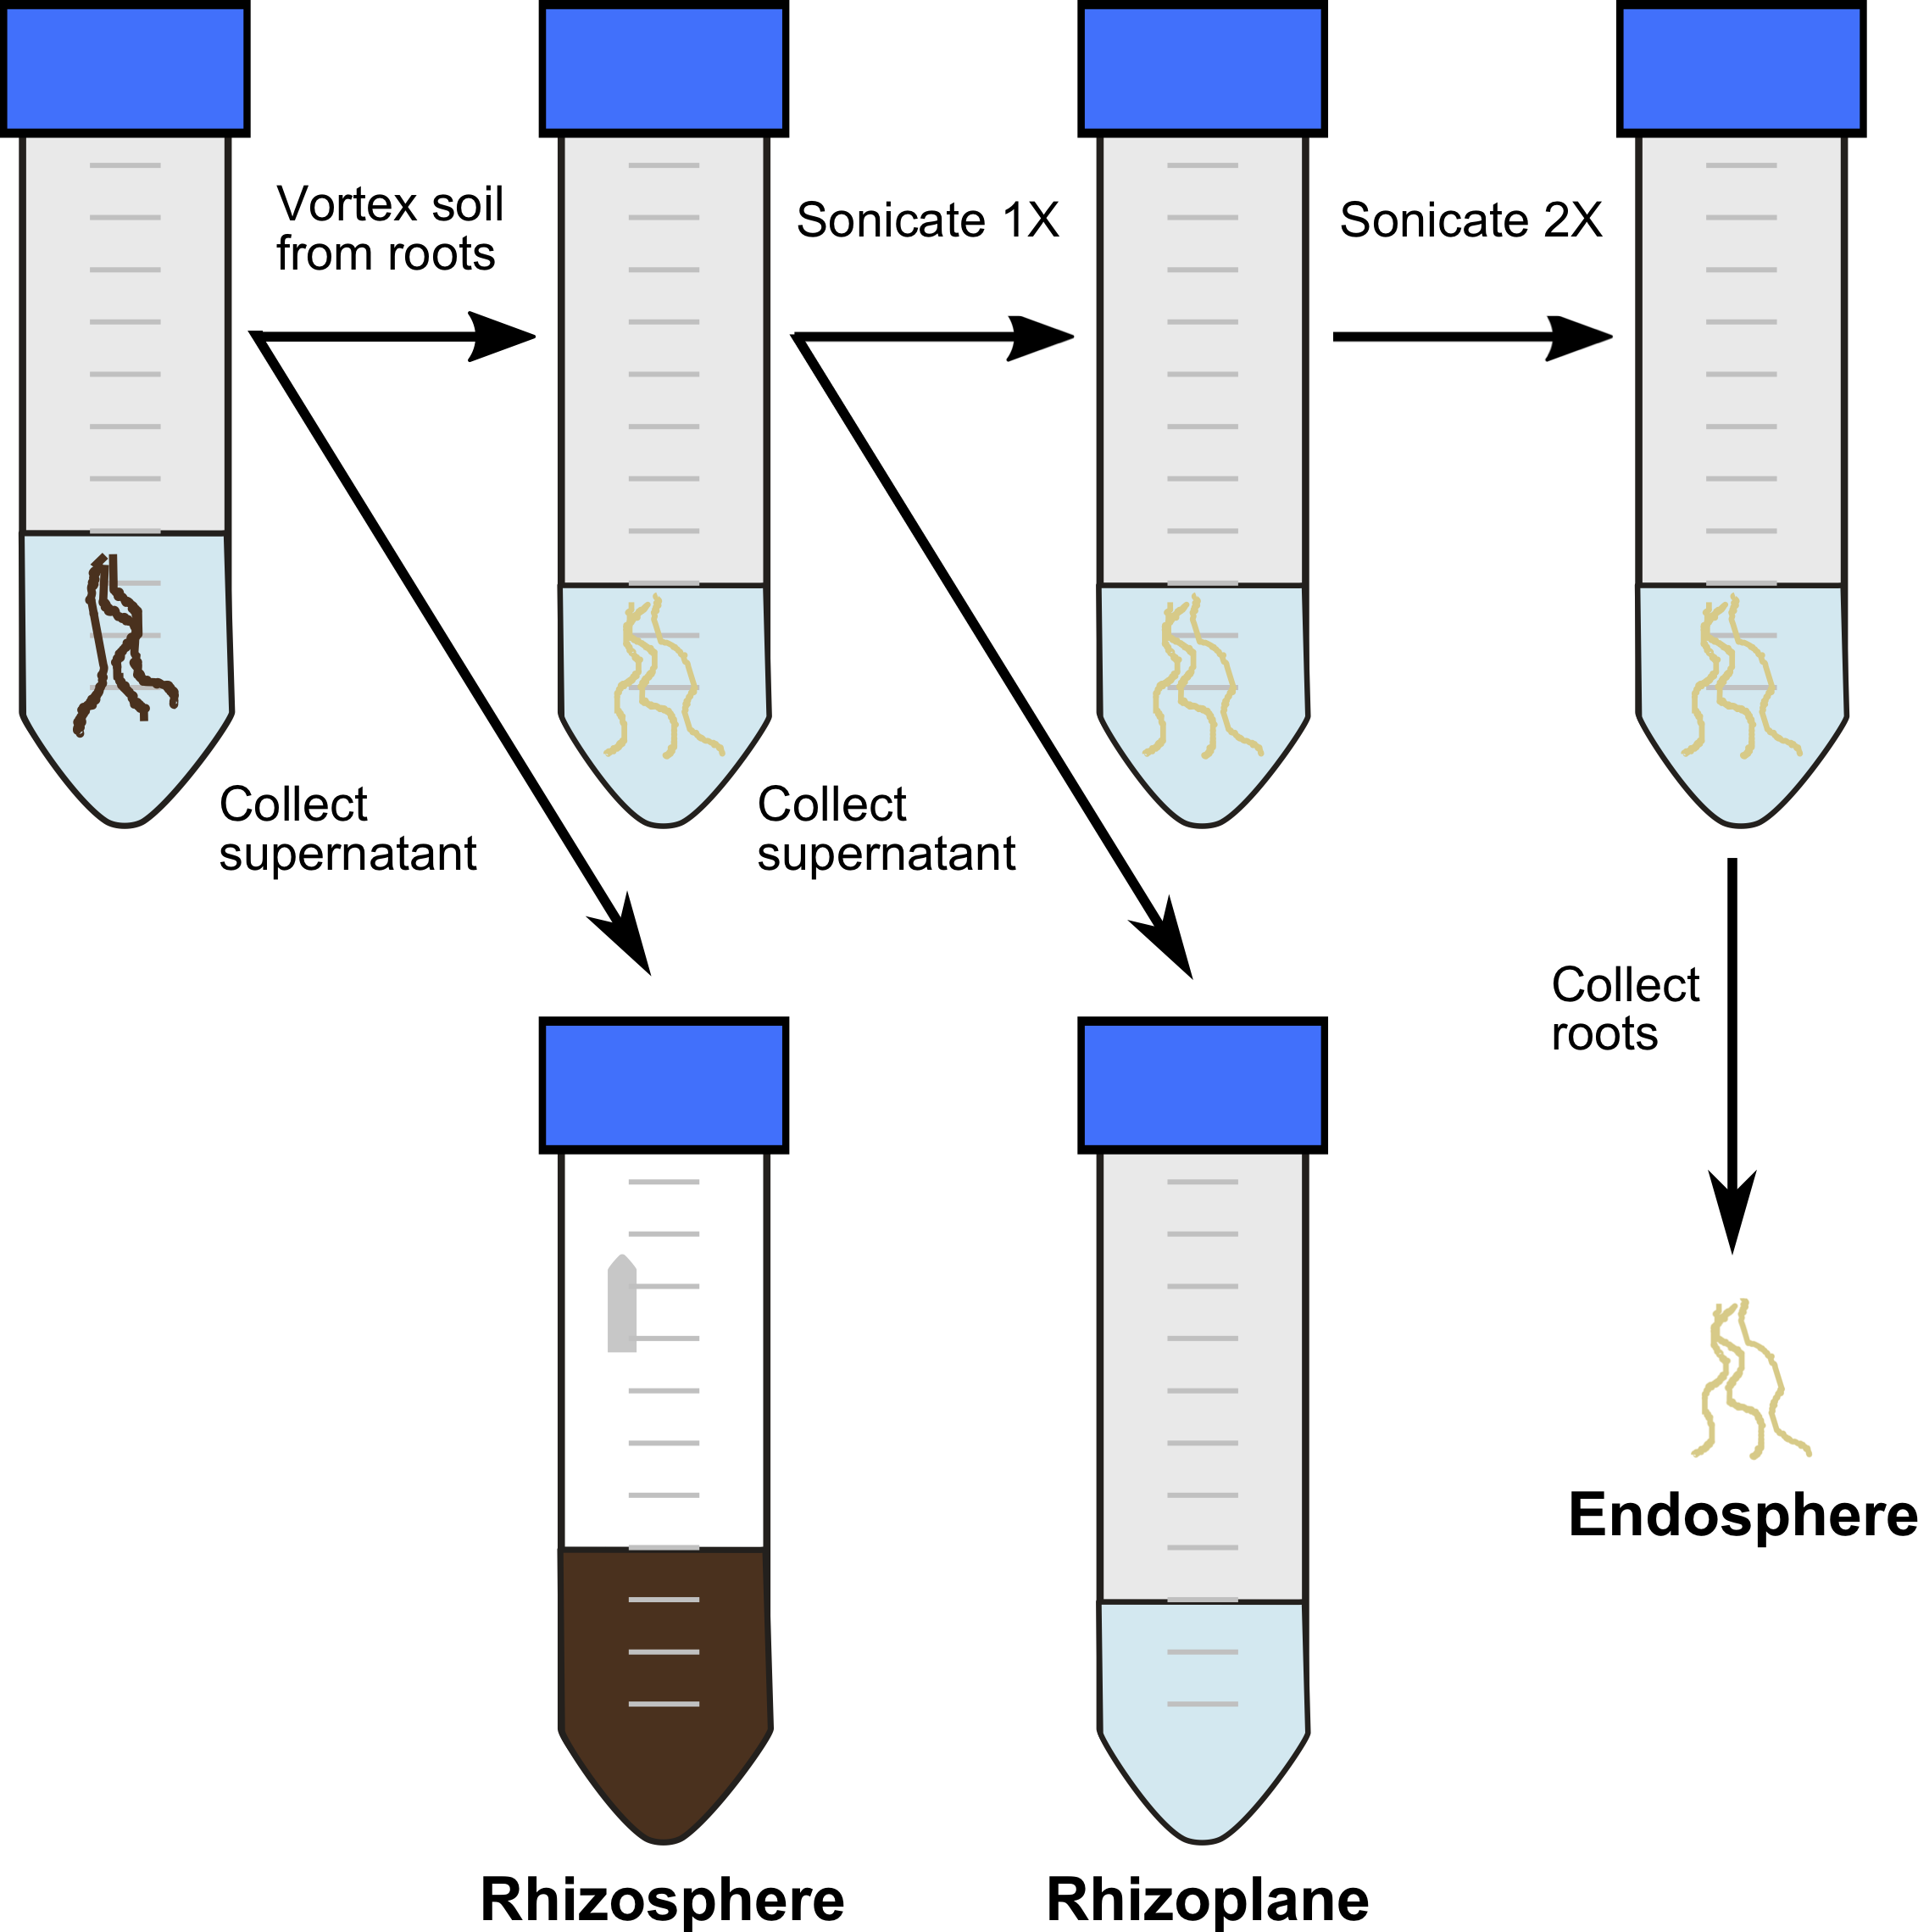 Vortex soil
from roots
Sonicate 1X
Sonicate 2X
Collect
supernatant
Collect
supernatant
Collect
roots
Endosphere
Rhizosphere
Rhizoplane